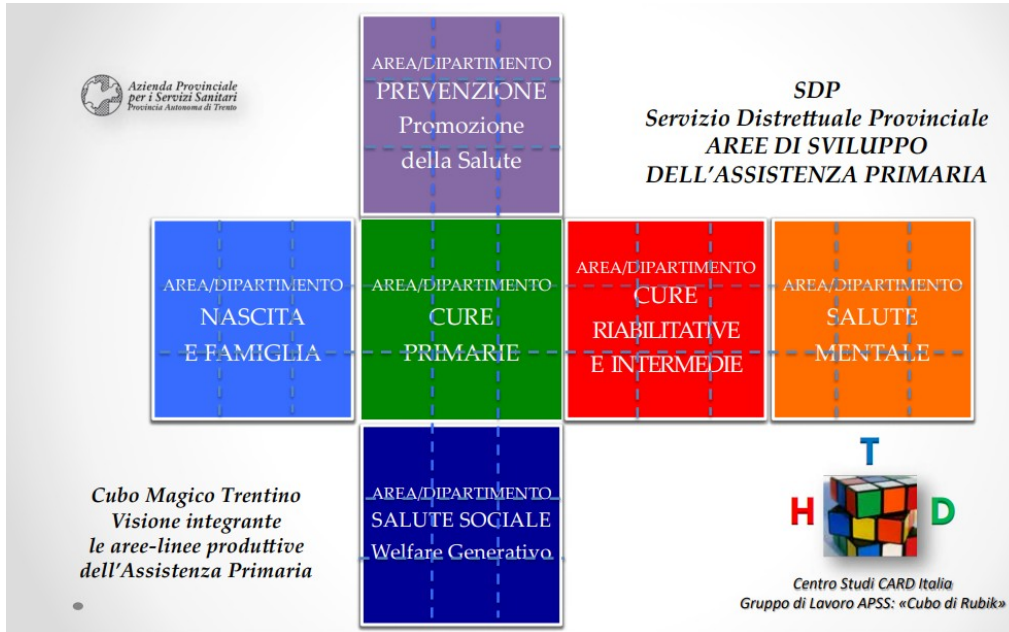 Azienda Provinciale
per i Servizi Sanitari
Provincia Autonoma di Trento
AREA/DIPARTIMENTO
PREVENZIONE
Promozione
della Salute
SDP
Servizio Distrettuale Provinciale
AREE DI SVILUPPO
DELL'ASSISTENZA PRIMARIA
AREA/DIPARTIMENTO
NASCITA
E FAMIGLIA
AREA/DIPARTIMENTO
CURE
PRIMARIE
AREA/DIPARTIMENTO
CURE
RIABILITATIVE
E INTERMEDIE
AREA/DIPARTIMENTO
SALUTE
MENTALE
Cubo Magico Trentino
Visione integrante
le aree-linee produttive
dell'Assistenza Primaria
AREA/DIPARTIMENTO
SALUTE SOCIALE
Welfare Generativo
T
H D
Centro Studi CARD Italia
Gruppo di Lavoro APSS: «Cubo di Rubik»